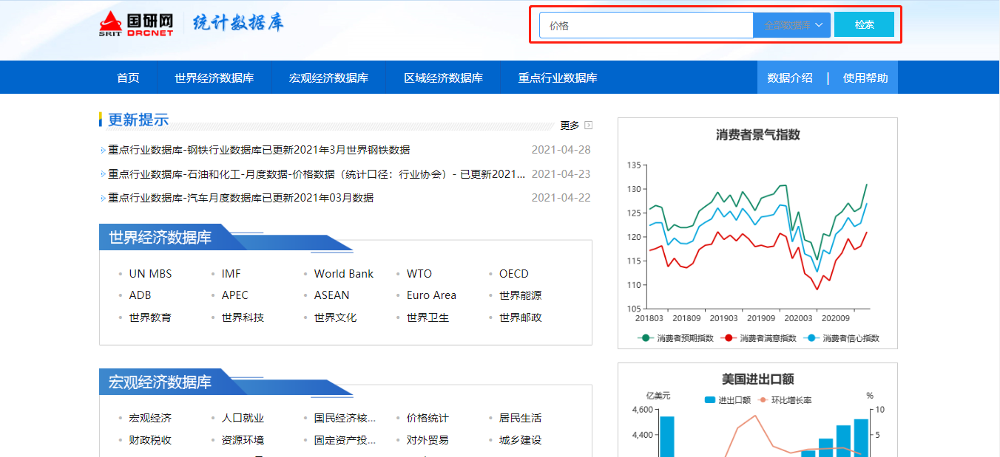 国研网 统计数据库
SRIT DRCNET
价格 全部数据库 检索
首页 世界经济数据库 宏观经济数据库 区域经济数据库 重点行业数据库 数据介绍 | 使用帮助
更新提示 更多
重点行业数据库-钢铁行业数据库已更新2021年3月世界钢铁数据 2021-04-28
重点行业数据库-石油和化工-月度数据-价格数据（统计口径：行业协会）- 已更新2021... 2021-04-23
重点行业数据库-汽车月度数据库已更新2021年03月数据 2021-04-22
世界经济数据库
UN MBS IMF World Bank WTO OECD
ADB APEC ASEAN Euro Area 世界能源
世界教育 世界科技 世界文化 世界卫生 世界邮政
宏观经济数据库
宏观经济 人口就业 国民经济核... 价格统计 居民生活
财政税收 资源环境 固定资产投... 对外贸易 城乡建设
消费者景气指数
135
130
125
120
115
110
105
201803 201809 201903 201909 202003 202009
消费者预期指数 消费者满意指数 消费者信心指数
美国进出口额
亿美元 %
进出口额 环比增长率
4,600 10
4,400 5